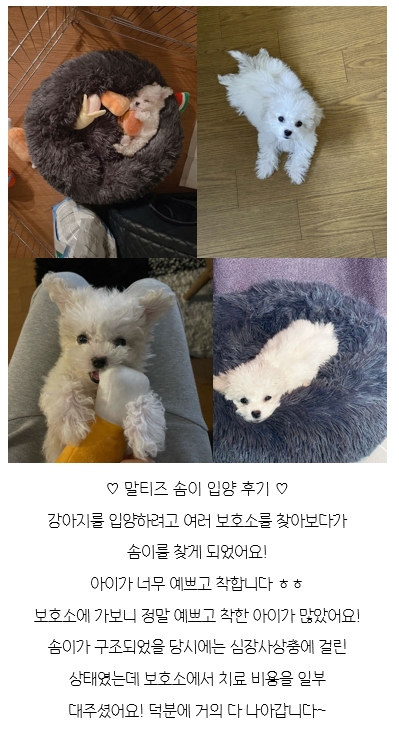 ♡ 말티즈 솜이 입양 후기 ♡
강아지를 입양하려고 여러 보호소를 찾아보다가
솜이를 찾게 되었어요!
아이가 너무 예쁘고 착합니다 ㅎㅎ
보호소에 가보니 정말 예쁘고 착한 아이가 많았어요!
솜이가 구조되었을 당시에는 심장사상충에 걸린
상태였는데 보호소에서 치료 비용을 일부
대주셨어요! 덕분에 거의 다 나아갑니다~